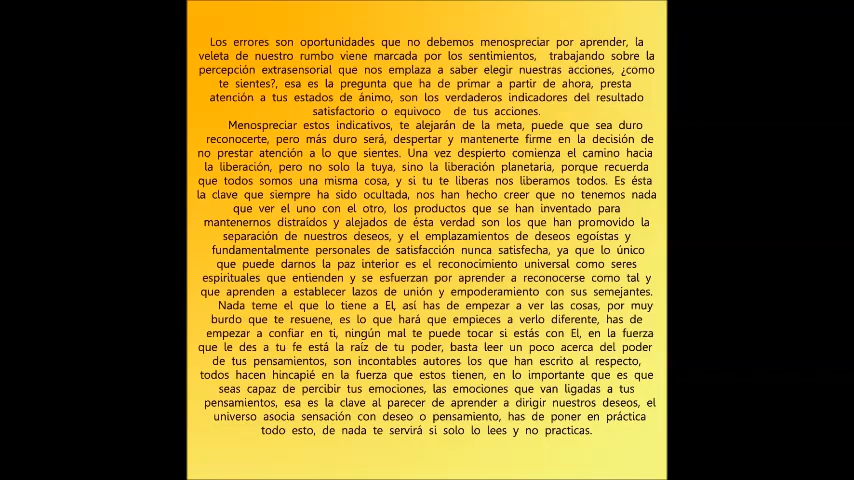 Los errores son oportunidades que no debemos menospreciar por aprender, la
veleta de nuestro rumbo viene marcada por los sentimientos, trabajando sobre la
percepción extrasensorial que nos emplaza a saber elegir nuestras acciones, ¿como
te sientes?, esa es la pregunta que ha de primar a partir de ahora, presta
atención a tus estados de ánimo, son los verdaderos indicadores del resultado
satisfactorio o equivoco de tus acciones.
Menospreciar estos indicativos, te alejarán de la meta, puede que sea duro
reconocerte, pero más duro será, despertar y mantenerte firme en la decisión de
no prestar atención a lo que sientes. Una vez despierto comienza el camino hacia
la liberación, pero no solo la tuya, sino la liberación planetaria, porque recuerda
que todos somos una misma cosa, y si tu te liberas nos liberamos todos. Es ésta
la clave que siempre ha sido ocultada, nos han hecho creer que no tenemos nada
que ver el uno con el otro, los productos que se han inventado para
mantenernos distraídos y alejados de ésta verdad son los que han promovido la
separación de nuestros deseos, y el emplazamientos de deseos egoístas y
fundamentalmente personales de satisfacción nunca satisfecha, ya que lo único
que puede darnos la paz interior es el reconocimiento universal como seres
espirituales que entienden y se esfuerzan por aprender a reconocerse como tal y
que aprenden a establecer lazos de unión y empoderamiento con sus semejantes.
Nada teme el que lo tiene a El, así has de empezar a ver las cosas, por muy
burdo que te resuene, es lo que hará que empieces a verlo diferente, has de
empezar a confiar en ti, ningún mal te puede tocar si estás con El, en la fuerza
que le des a tu fe está la raíz de tu poder, basta leer un poco acerca del poder
de tus pensamientos, son incontables autores los que han escrito al respecto,
todos hacen hincapié en la fuerza que estos tienen, en lo importante que es que
seas capaz de percibir tus emociones, las emociones que van ligadas a tus
pensamientos, esa es la clave al parecer de aprender a dirigir nuestros deseos, el
universo asocia sensación con deseo o pensamiento, has de poner en práctica
todo esto, de nada te servirá si solo lo lees y no practicas.